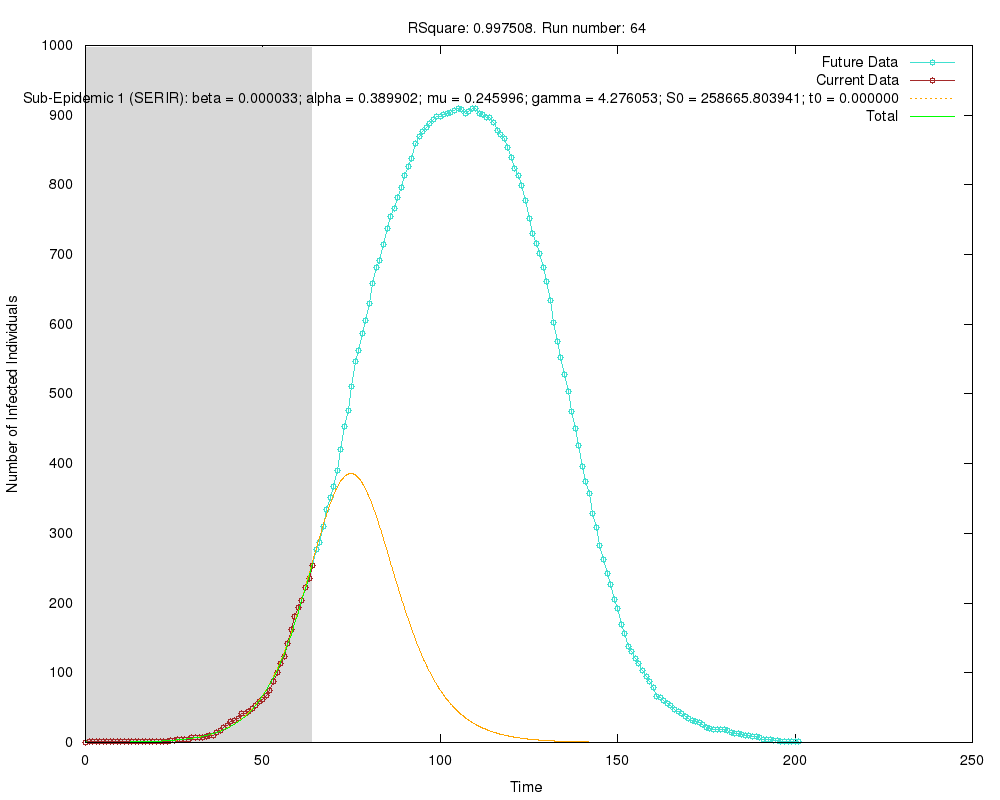 RSquare: 0.997508. Run number: 64
1000
900
800
700
600
500
400
300
200
100
0
Number of Infected Individuals
Future Data
Current Data
Sub-Epidemic 1 (SERIR): beta = 0.000033; alpha = 0.389902; mu = 0.245996; gamma = 4.276053; S0 = 258665.803941; t0 = 0.000000
Total
0 50 100 150 200 250
Time